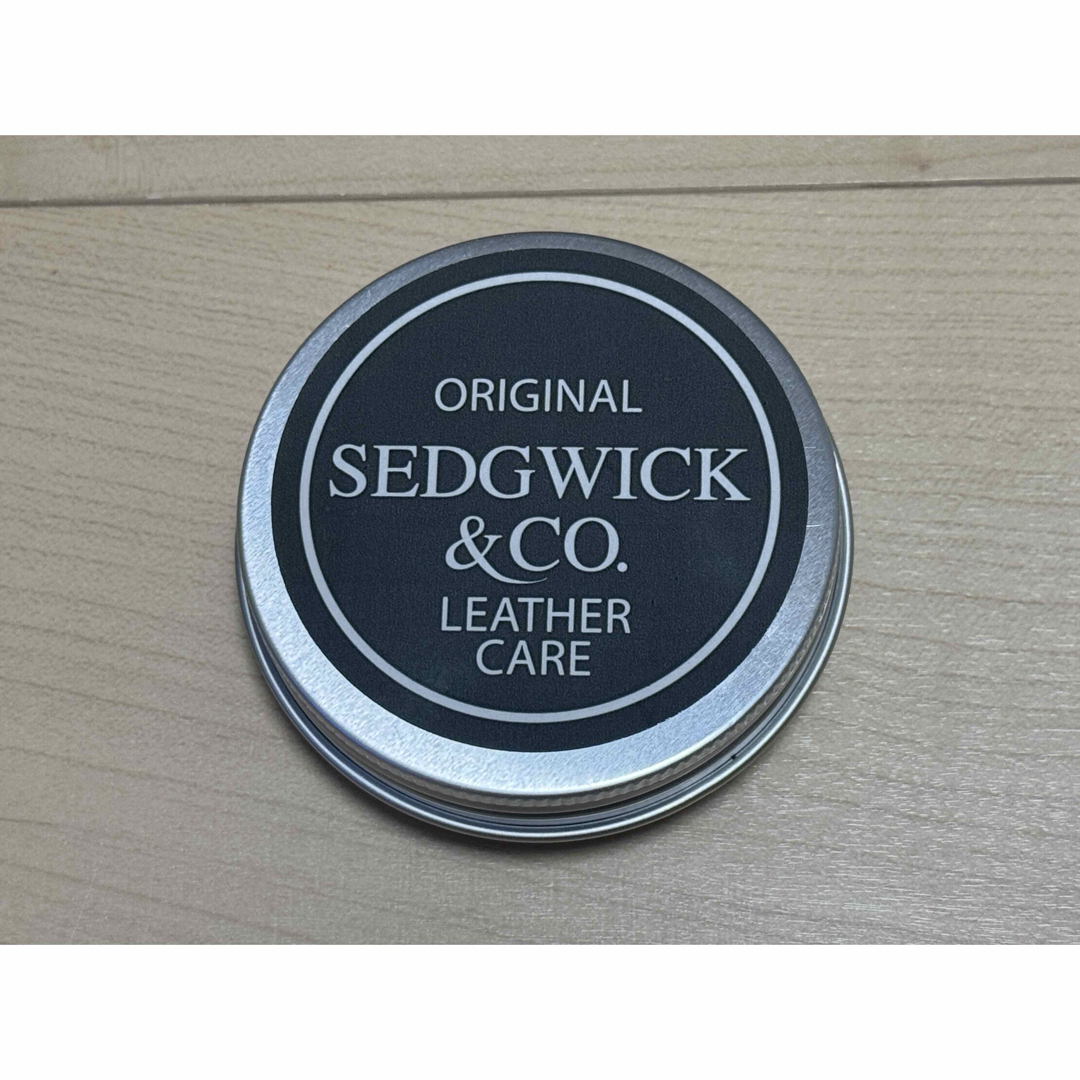 ORIGINAL
SEDGWICK
&CO.
LEATHER
CARE